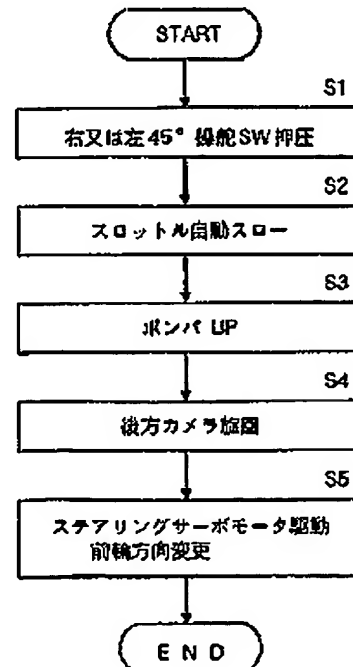 START
S1
右又は左45°操舵SW押圧
S2
スロットル自動スロー
S3
ポンパ UP
S4
後方カメラ旋回
S5
ステアリングサーボモータ駆動
前輪方向変更
END